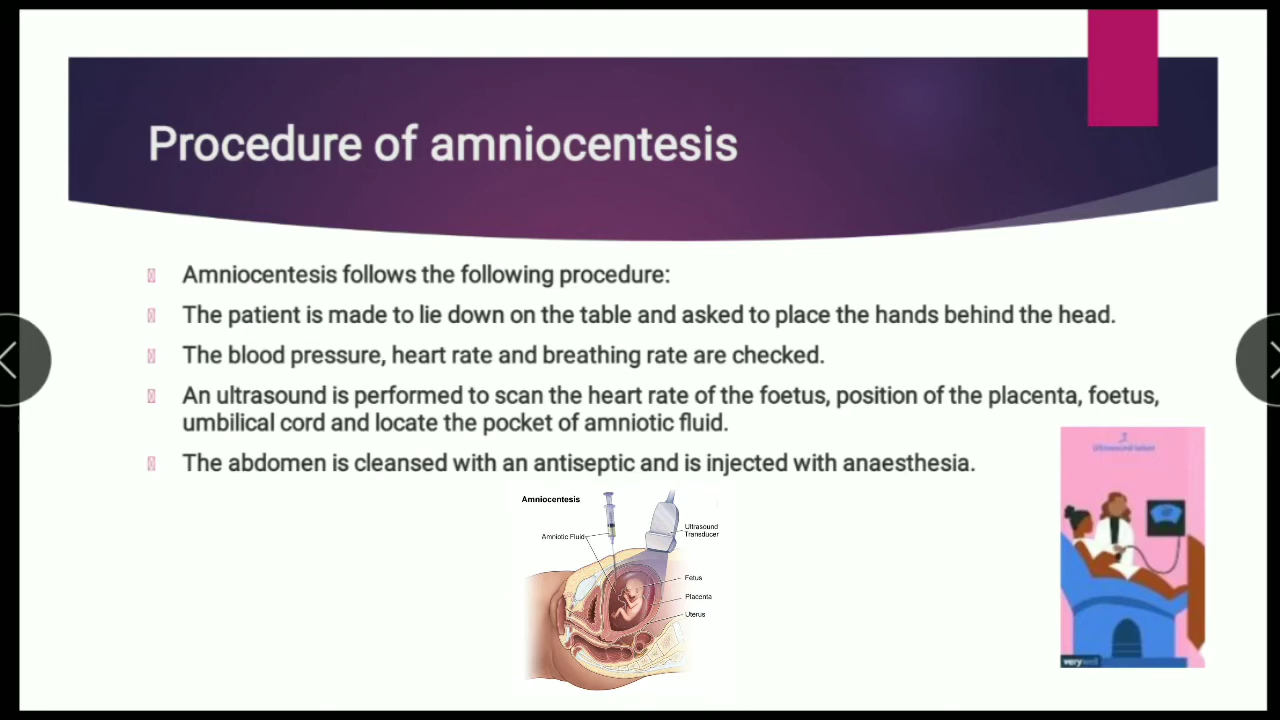 Procedure of amniocentesis
Amniocentesis follows the following procedure:
The patient is made to lie down on the table and asked to place the hands behind the head.
The blood pressure, heart rate and breathing rate are checked.
An ultrasound is performed to scan the heart rate of the foetus, position of the placenta, foetus,
umbilical cord and locate the pocket of amniotic fluid.
The abdomen is cleansed with an antiseptic and is injected with anaesthesia.
Amniocentesis
Amniotic Fluid
Ultrasound
Transducer
Fetus
Placenta
Uterus
verywell